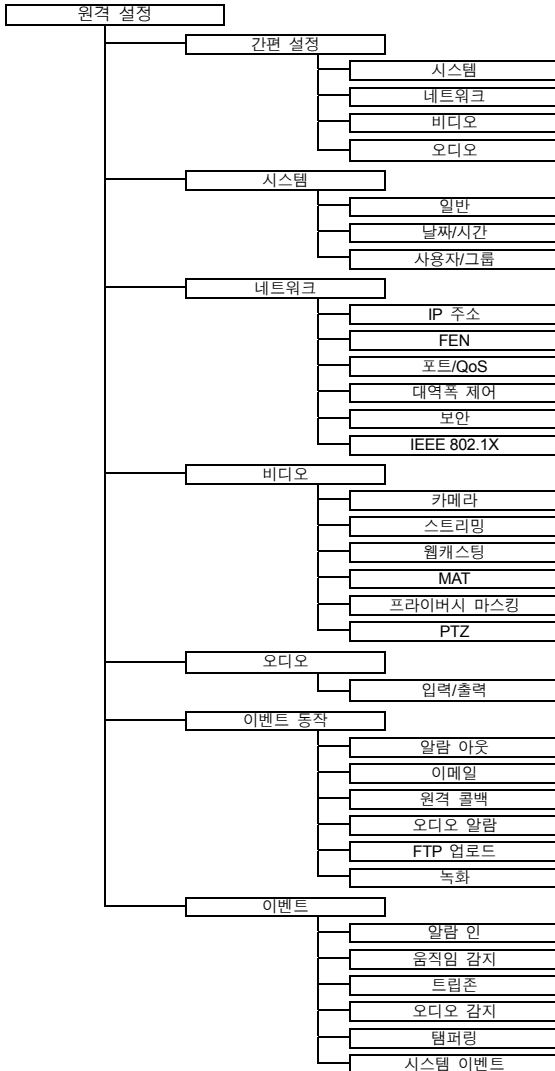 원격 설정
간편 설정
시스템
네트워크
비디오
오디오
시스템
일반
날짜/시간
사용자/그룹
네트워크
IP 주소
FEN
포트/QoS
대역폭 제어
보안
IEEE 802.1X
비디오
카메라
스트리밍
웹캐스팅
MAT
프라이버시 마스킹
PTZ
오디오
입력/출력
이벤트 동작
알람 아웃
이메일
원격 콜백
오디오 알람
FTP 업로드
녹화
이벤트
알람 인
움직임 감지
트립존
오디오 감지
탬퍼링
시스템 이벤트